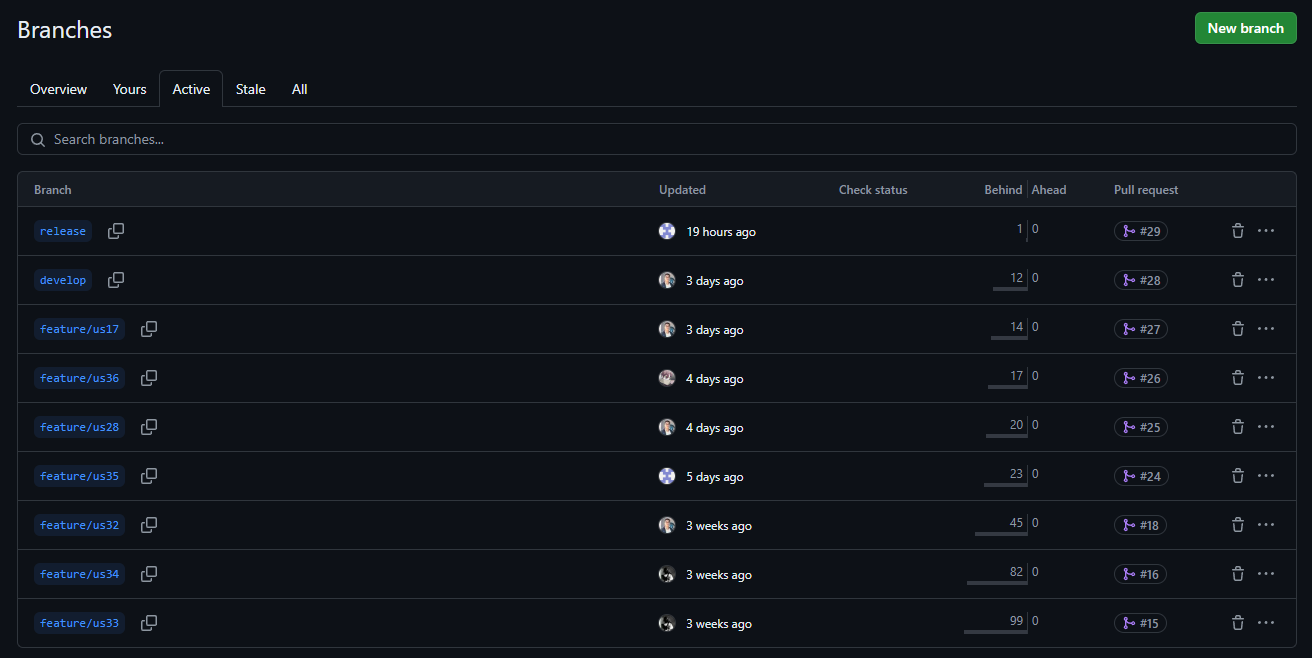 Branches
New branch
Overview Yours Active Stale All
Search branches...
Branch Updated Check status Behind Ahead Pull request
release 19 hours ago 1 0 #29
develop 3 days ago 12 0 #28
feature/us17 3 days ago 14 0 #27
feature/us36 4 days ago 17 0 #26
feature/us28 4 days ago 20 0 #25
feature/us35 5 days ago 23 0 #24
feature/us32 3 weeks ago 45 0 #18
feature/us34 3 weeks ago 82 0 #16
feature/us33 3 weeks ago 99 0 #15